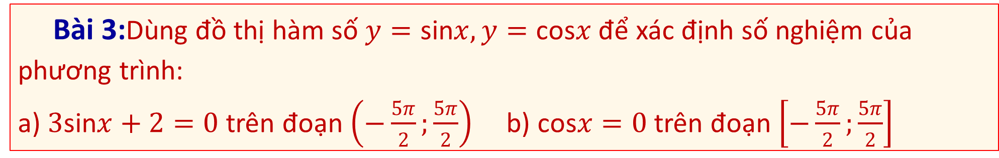 Bài 3:Dùng đồ thị hàm số y = sinx, y = cosx để xác định số nghiệm của
phương trình:
a) 3sinx + 2 = 0 trên đoạn (−5π/2; 5π/2) b) cosx = 0 trên đoạn [−5π/2; 5π/2]